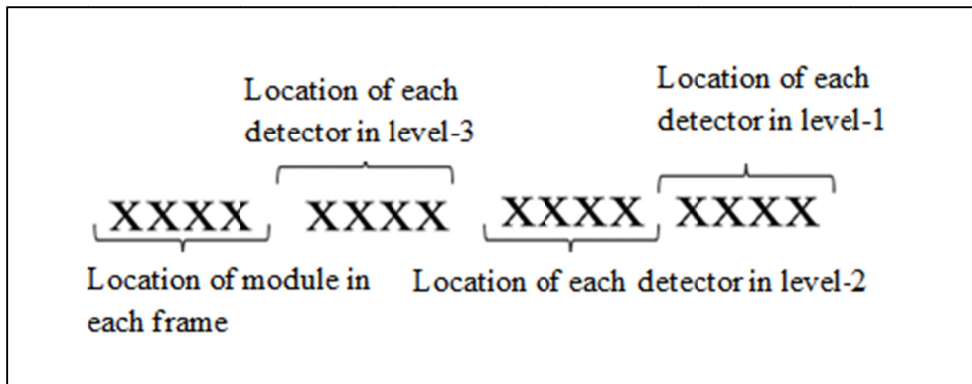 Location of each
detector in level-3
Location of each
detector in level-1
XXXX XXXX XXXX XXXX
Location of module in
each frame
Location of each detector in level-2